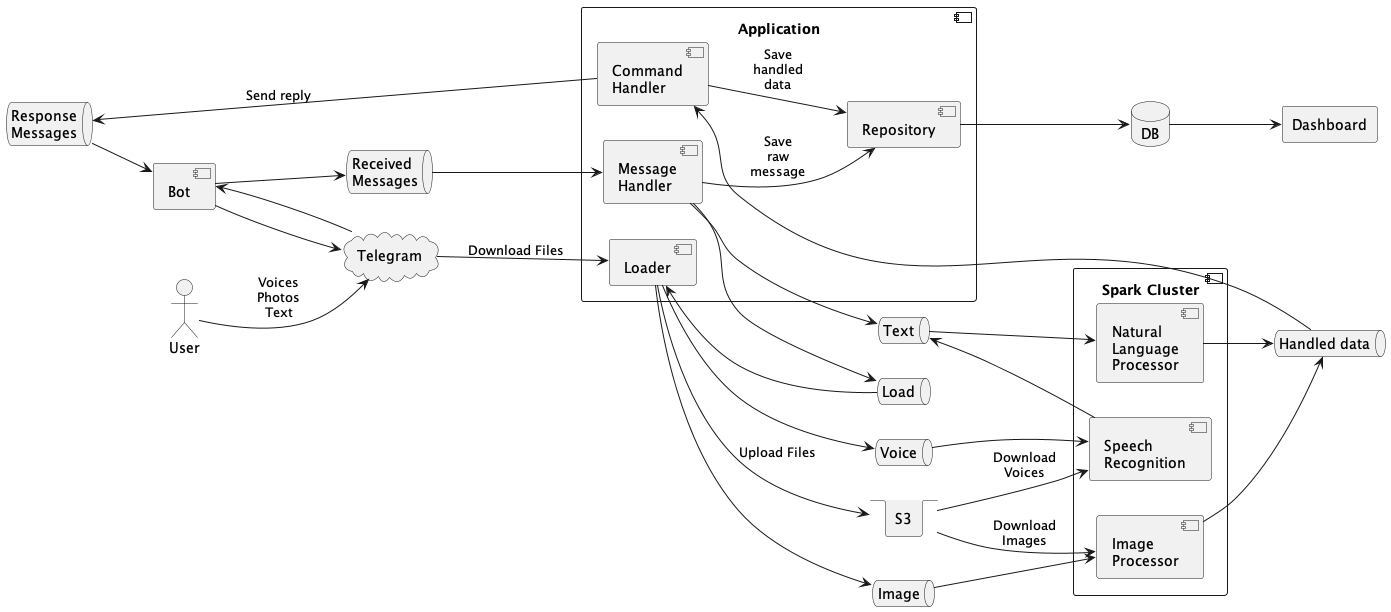 Application
Command
Handler
Save
handled
data
Send reply
Response
Messages
Repository
DB
Dashboard
Bot
Received
Messages
Message
Handler
Save
raw
message
Telegram
Download Files
Loader
Voices
Photos
Text
User
Spark Cluster
Text
Natural
Language
Processor
Handled data
Load
Voice
Upload Files
Speech
Recognition
Download
Voices
S3
Download
Images
Image
Processor
Image